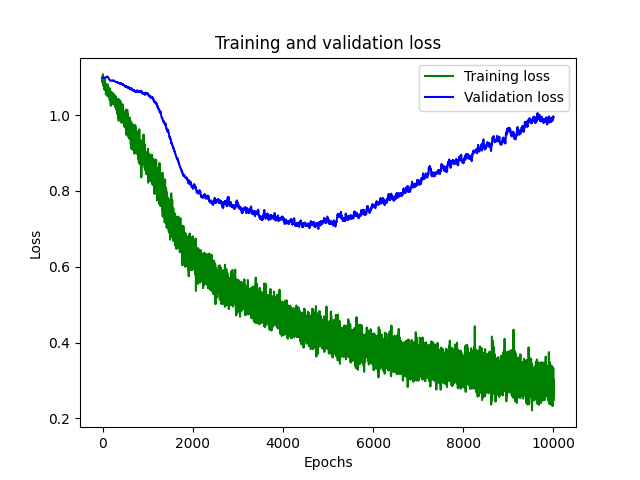 Training and validation loss
Training loss
Validation loss
1.0
0.8
0.6
0.4
0.2
Loss
0
2000
4000
6000
8000
10000
Epochs